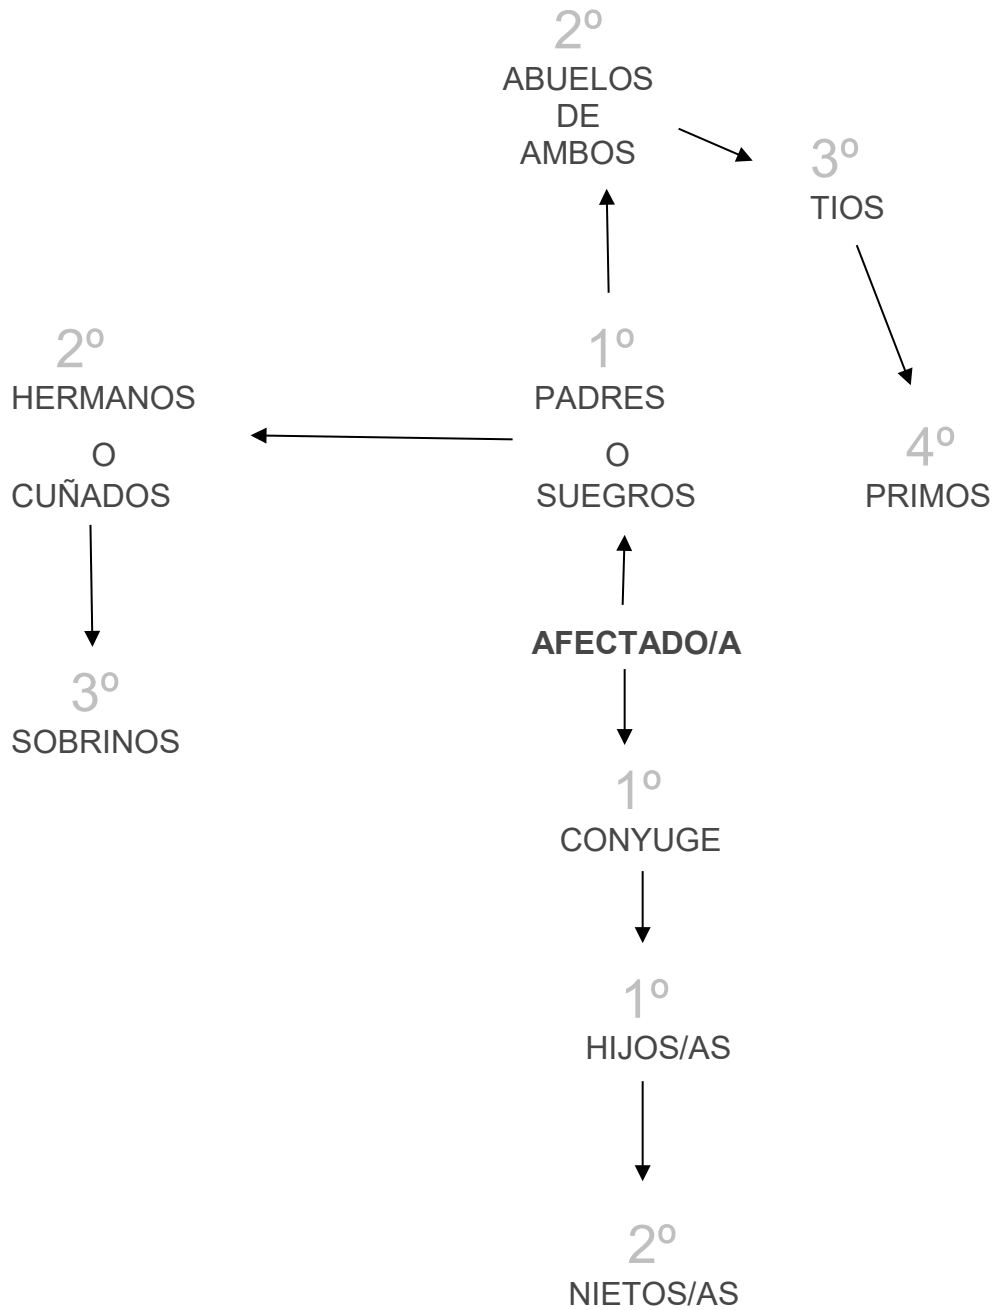 2º
ABUELOS
DE
AMBOS
3º
TIOS
2º
HERMANOS
O
CUÑADOS
1º
PADRES
O
SUEGROS
4º
PRIMOS
AFECTADO/A
3º
SOBRINOS
1º
CONYUGE
1º
HIJOS/AS
2º
NIETOS/AS